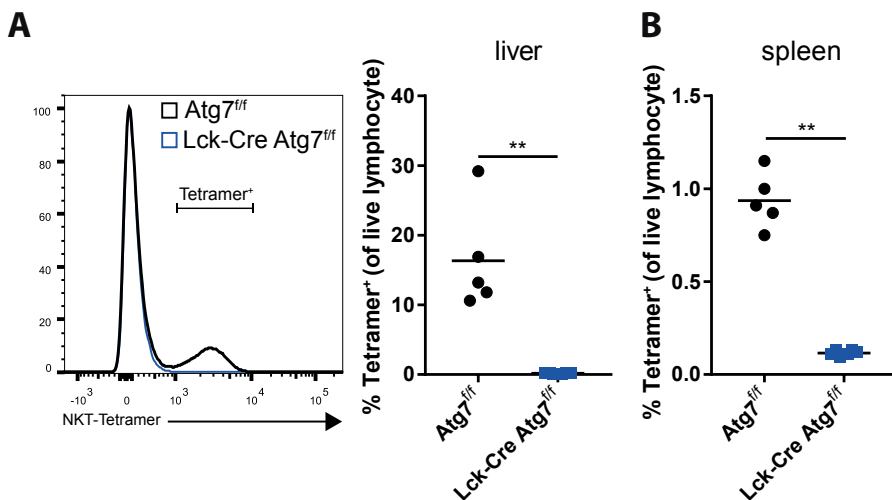 A
Atg7f/f
Lck-Cre Atg7f/f
Tetramer+
100
80
60
40
20
0
-10³ 0 10³ 10⁴ 10⁵
NKT-Tetramer
liver
% Tetramer+ (of live lymphocyte)
40
30
20
10
0
**
Atg7f/f
Lck-Cre Atg7f/f
B
spleen
% Tetramer+ (of live lymphocyte)
1.5
1.0
0.5
0.0
**
Atg7f/f
Lck-Cre Atg7f/f